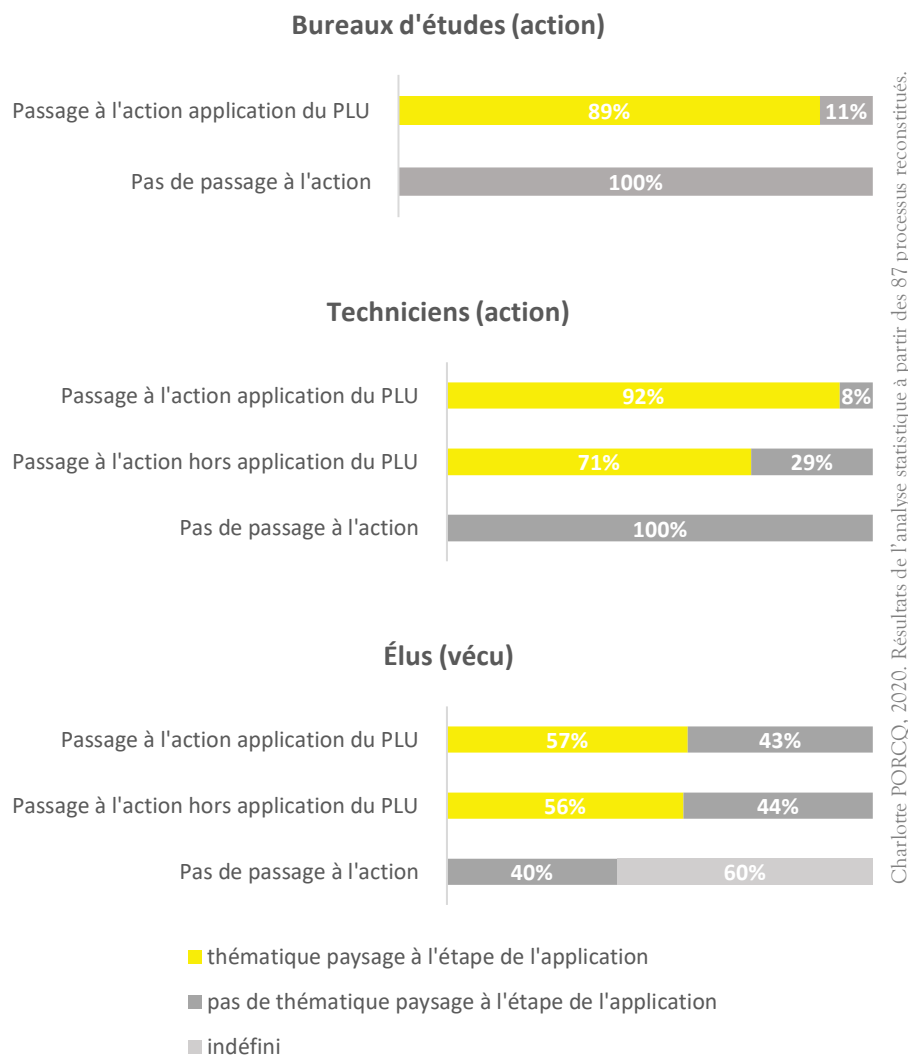 Bureaux d'études (action)
Passage à l'action application du PLU
89%
11%
Pas de passage à l'action
100%
Techniciens (action)
Passage à l'action application du PLU
92%
8%
Passage à l'action hors application du PLU
71%
29%
Pas de passage à l'action
100%
Élus (vécu)
Passage à l'action application du PLU
57%
43%
Passage à l'action hors application du PLU
56%
44%
Pas de passage à l'action
40%
60%
thématique paysage à l'étape de l'application
pas de thématique paysage à l'étape de l'application
indéfini
Charlotte PORCQ, 2020. Résultats de l'analyse statistique à partir des 87 processus reconstitués.